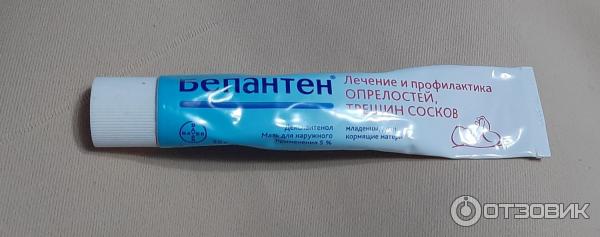 Бепантен®
Лечение и профилактика
ОПРЕЛОСТЕЙ,
ТРЕЩИН СОСКОВ
BAYER
Декспантенол
Мазь для наружного
применения 5 %
младенцы,
кормящие матери
ОТЗОВИК